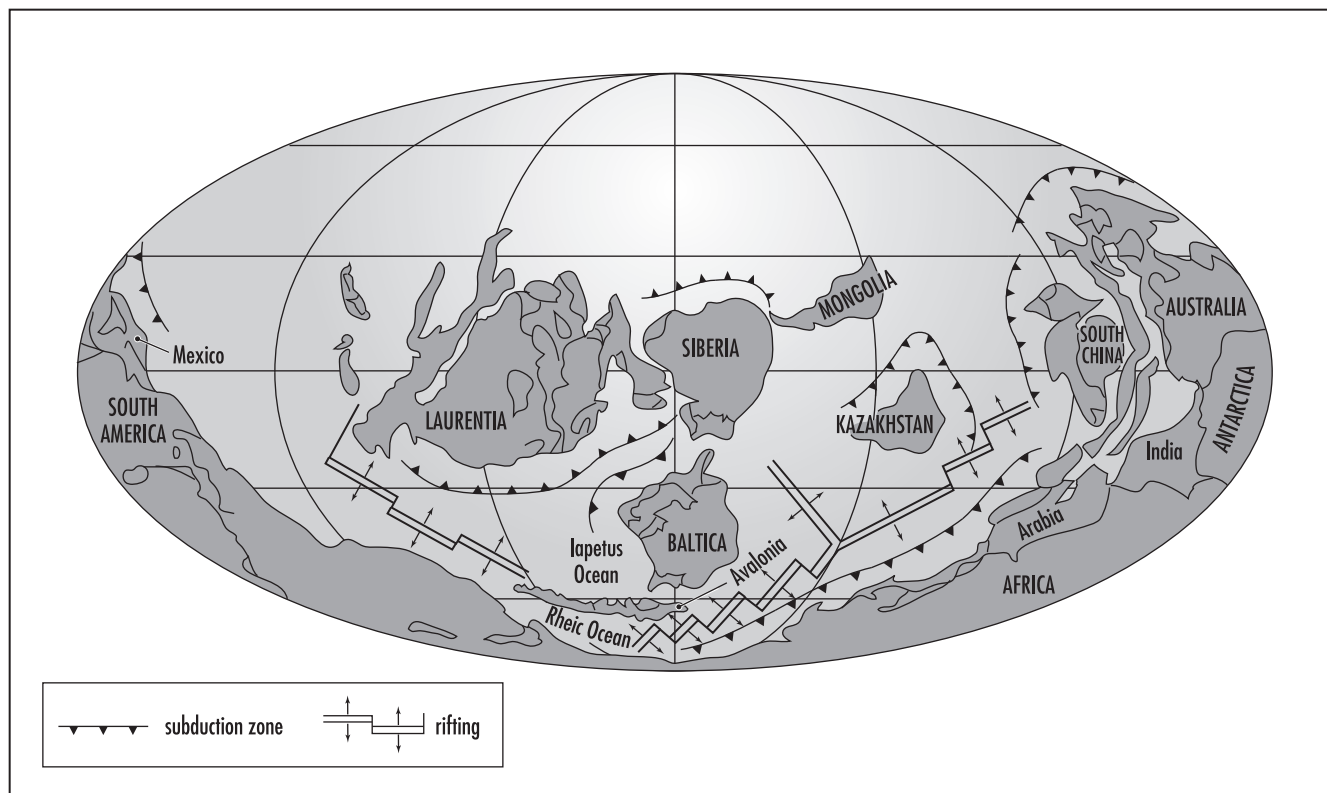 MONGOLIA
AUSTRALIA
Mexico
SIBERIA
SOUTH
CHINA
SOUTH
AMERICA
LAURENTIA
KAZAKHSTAN
ANTARCTICA
India
Arabia
Iapetus
Ocean
BALTICA
Avalonia
AFRICA
Rheic Ocean
subduction zone
rifting